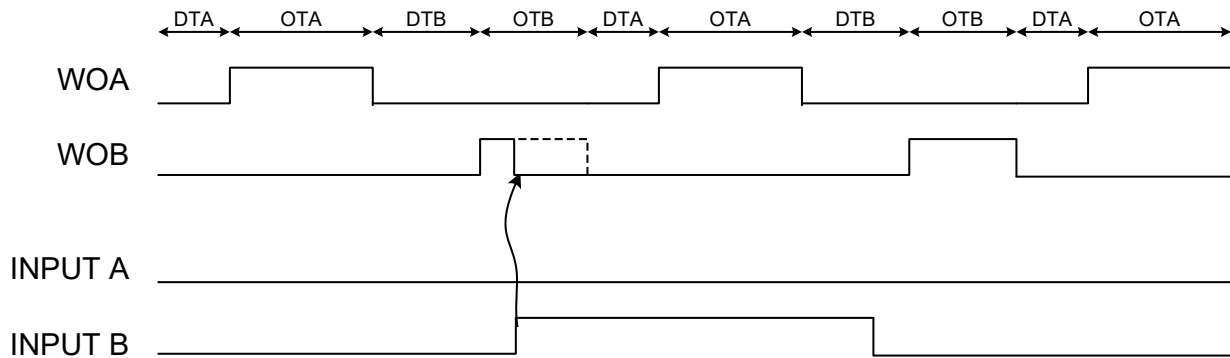 DTA OTA DTB OTB DTA OTA DTB OTB DTA OTA
WOA
WOB
INPUT A
INPUT B